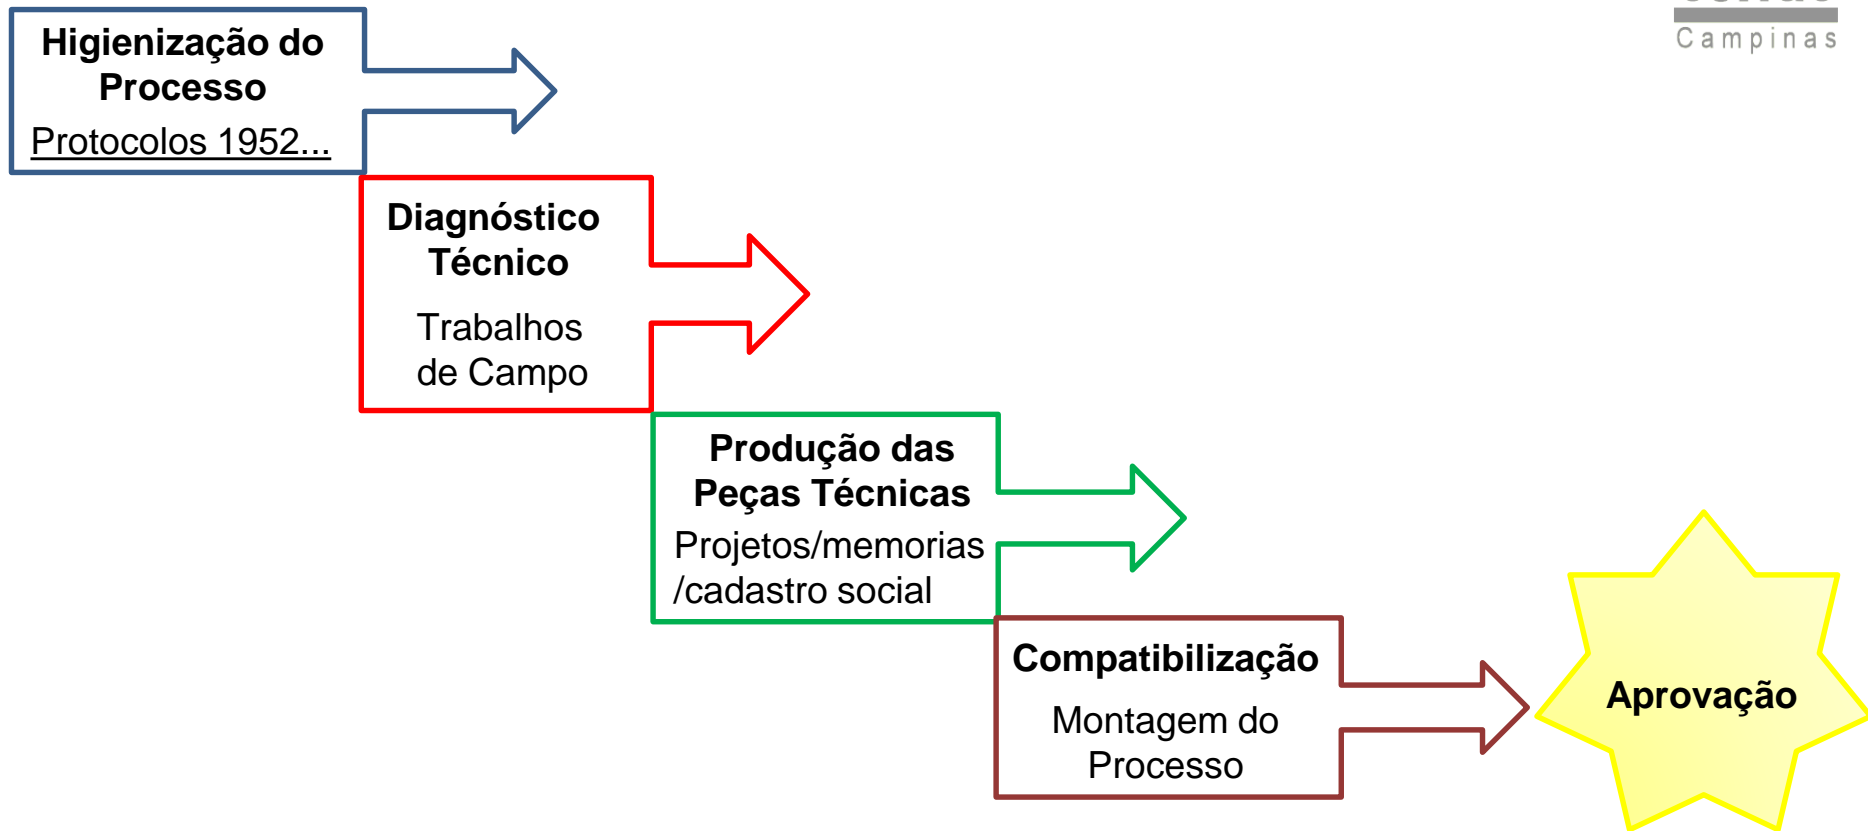 Campinas
Higienização do
Processo
Protocolos 1952...
Diagnóstico
Técnico
Trabalhos
de Campo
Produção das
Peças Técnicas
Projetos/memorias
/cadastro social
Compatibilização
Montagem do
Processo
Aprovação